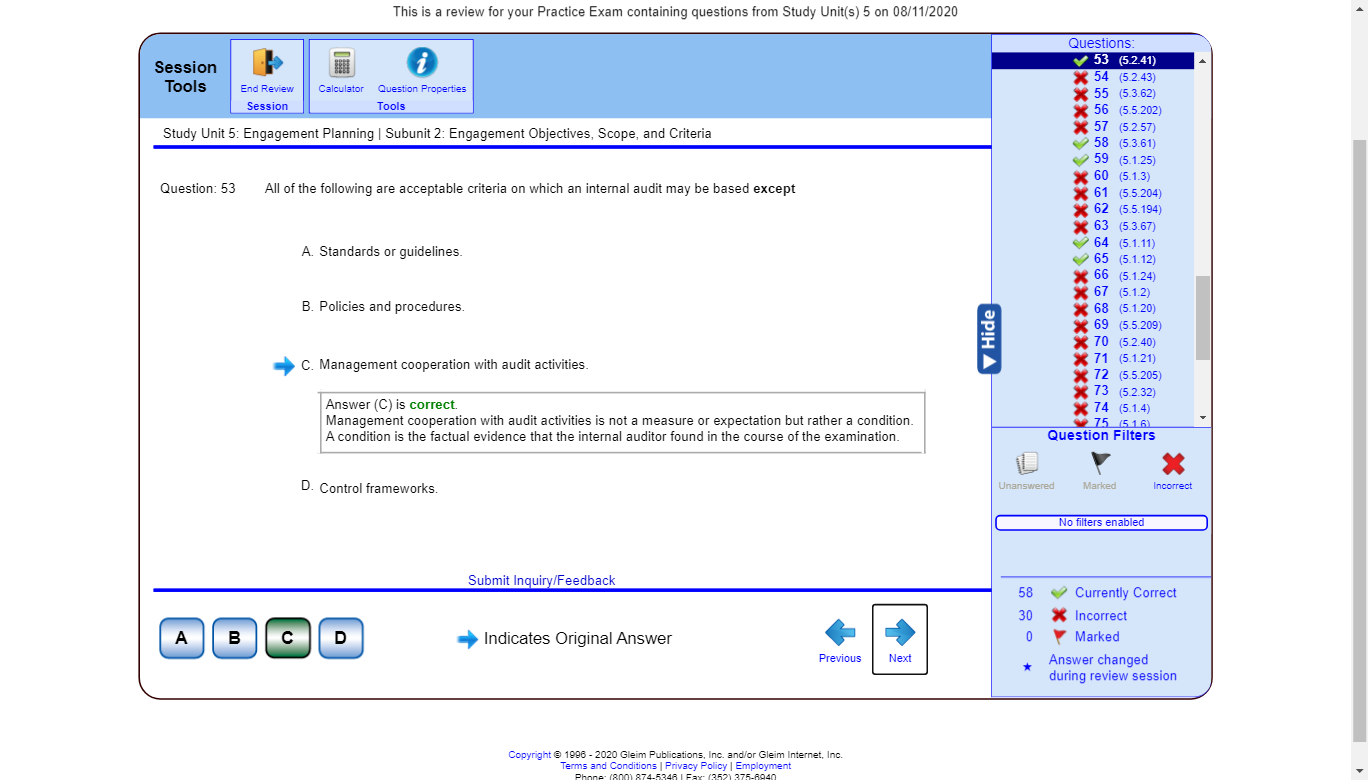 This is a review for your Practice Exam containing questions from Study Unit(s) 5 on 08/11/2020
Session
Tools
End Review
Session
Calculator
Question Properties
Tools
Study Unit 5: Engagement Planning | Subunit 2: Engagement Objectives, Scope, and Criteria
Question: 53 All of the following are acceptable criteria on which an internal audit may be based except
A. Standards or guidelines.
B. Policies and procedures.
C. Management cooperation with audit activities.
Answer (C) is correct.
Management cooperation with audit activities is not a measure or expectation but rather a condition.
A condition is the factual evidence that the internal auditor found in the course of the examination.
D. Control frameworks.
Submit Inquiry/Feedback
A B C D
Indicates Original Answer
Previous
Next
Hide
Questions:
53 (5.2.41)
54 (5.2.43)
55 (5.3.62)
56 (5.5.202)
57 (5.2.57)
58 (5.3.61)
59 (5.1.25)
60 (5.1.3)
61 (5.5.204)
62 (5.5.194)
63 (5.3.67)
64 (5.1.11)
65 (5.1.12)
66 (5.1.24)
67 (5.1.2)
68 (5.1.20)
69 (5.5.209)
70 (5.2.40)
71 (5.1.21)
72 (5.5.205)
73 (5.2.32)
74 (5.1.4)
75 (5.1.6)
Question Filters
Unanswered
Marked
Incorrect
No filters enabled
58 Currently Correct
30 Incorrect
0 Marked
Answer changed
during review session
Copyright © 1996 - 2020 Gleim Publications, Inc. and/or Gleim Internet, Inc.
Terms and Conditions | Privacy Policy | Employment
Phone: (800) 874-5346 | Fax: (352) 375-6940